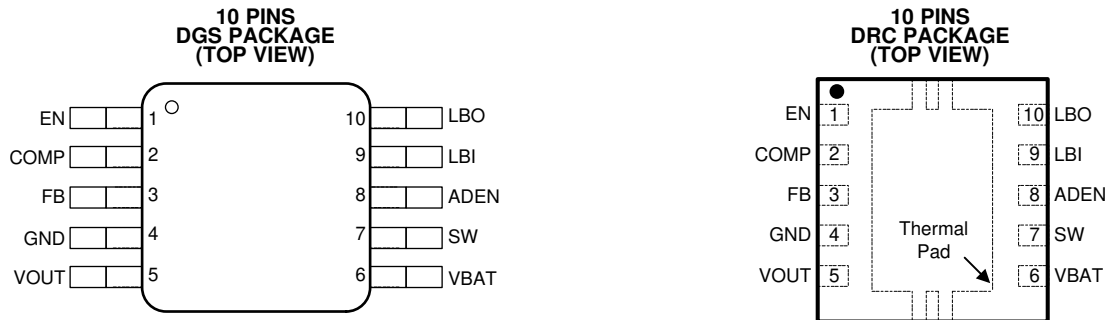 10 PINS
DGS PACKAGE
(TOP VIEW)
EN 1 10 LBO
COMP 2 9 LBI
FB 3 8 ADEN
GND 4 7 SW
VOUT 5 6 VBAT
10 PINS
DRC PACKAGE
(TOP VIEW)
EN 1 10 LBO
COMP 2 9 LBI
FB 3 8 ADEN
GND 4 7 SW
VOUT 5 6 VBAT
Thermal
Pad